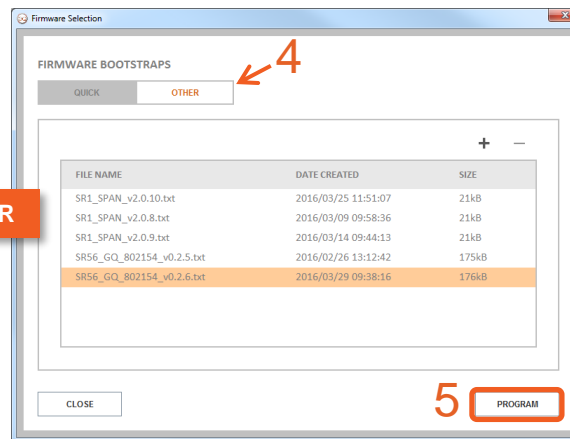 Firmware Selection
FIRMWARE BOOTSTRAPS
4
QUICK OTHER
+ –
FILE NAME DATE CREATED SIZE
SR1_SPAN_v2.0.10.txt 2016/03/25 11:51:07 21kB
R
SR1_SPAN_v2.0.8.txt 2016/03/09 09:58:36 21kB
SR1_SPAN_v2.0.9.txt 2016/03/14 09:44:13 21kB
SR56_GQ_802154_v0.2.5.txt 2016/02/26 13:12:42 175kB
SR56_GQ_802154_v0.2.6.txt 2016/03/29 09:38:16 176kB
CLOSE 5 PROGRAM